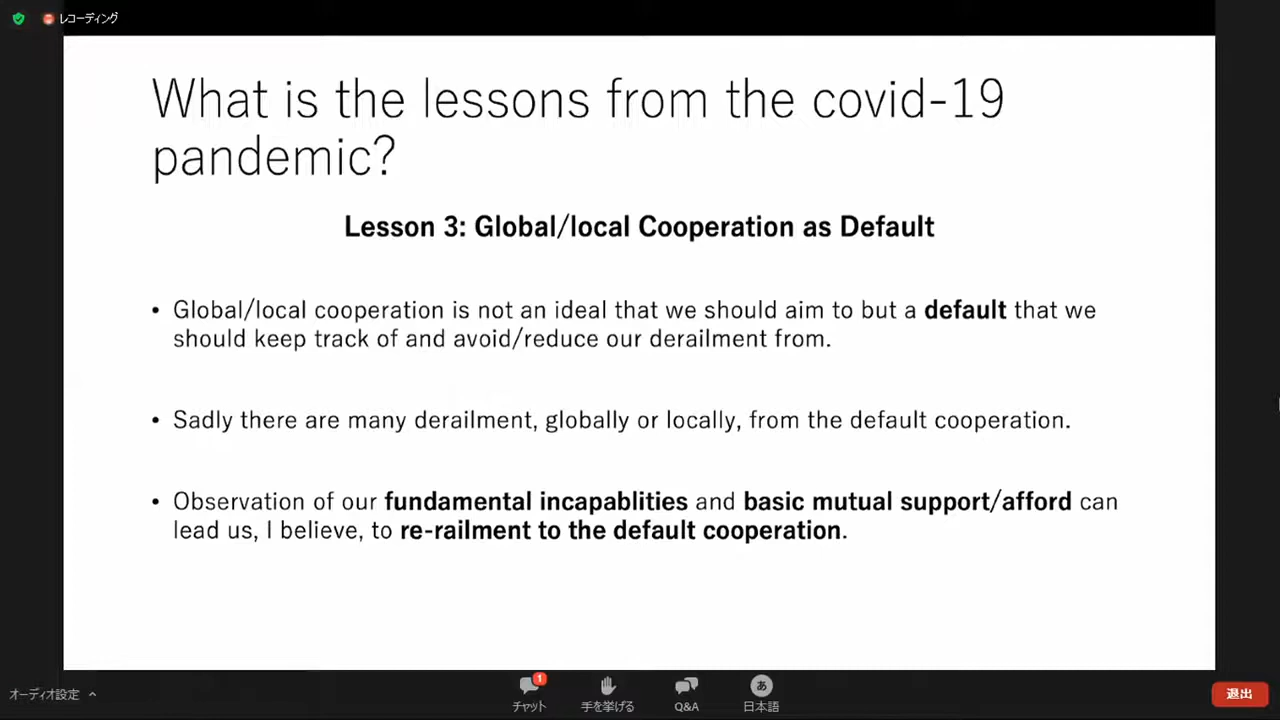 レコーディング
What is the lessons from the covid-19
pandemic?
Lesson 3: Global/local Cooperation as Default
• Global/local cooperation is not an ideal that we should aim to but a default that we
should keep track of and avoid/reduce our derailment from.
• Sadly there are many derailment, globally or locally, from the default cooperation.
• Observation of our fundamental incapablities and basic mutual support/afford can
lead us, I believe, to re-railment to the default cooperation.
オーディオ設定
1
チャット
手を挙げる
Q&A
あ
日本語
退出